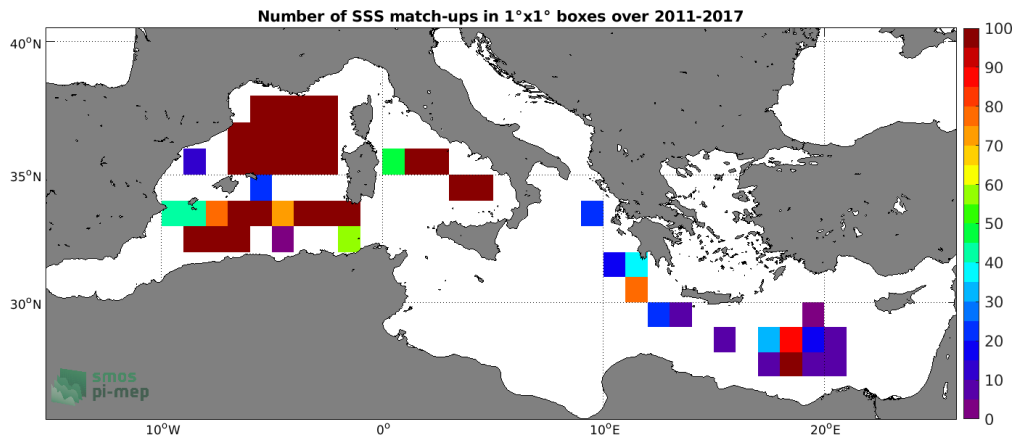 Number of SSS match-ups in 1°x1° boxes over 2011-2017
40°N
35°N
30°N
10°W
0°
10°E
20°E
100
90
80
70
60
50
40
30
20
10
0
smos
pi-mep